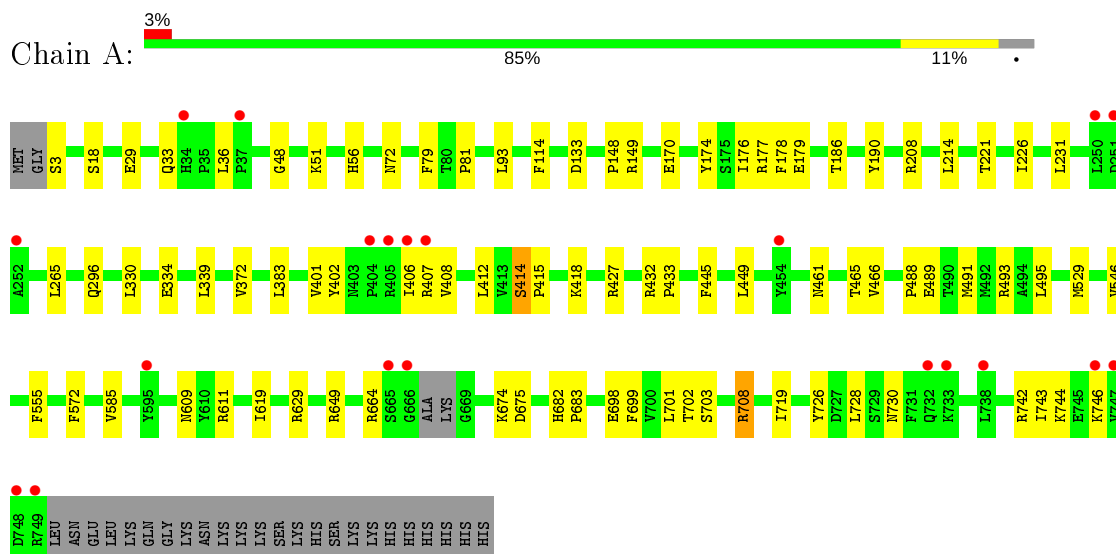 3%
Chain A:
85%
11%
MET GLY S3 S18 E29 Q33 H34 P35 L36 P37 G48 K51 H56 N72 F79 T80 P81 L93 F114 D133 P148 R149 E170 Y174 S175 I176 R177 F178 E179 T186 Y190 R208 L214 T221 I226 L231 L250 D251
A252 L265 Q296 L330 E334 L339 V372 L383 V401 Y402 N403 P404 R405 I406 R407 V408 L412 V413 S414 P415 K418 R427 R432 P433 F445 L449 Y454 N461 T465 V466 P488 E489 T490 M491 M492 R493 A494 L495 M529 V546
F555 F572 V585 Y595 N609 Y610 R611 I619 R629 R649 R664 S665 G666 ALA LYS G669 K674 D675 H682 P683 E698 F699 V700 L701 T702 S703 R708 I719 Y726 D727 L728 S729 N730 F731 Q732 K733 L738 R742 I743 K744 E745 K746 V747
D748 R749 LEU ASN GLU LEU LYS GLN GLY LYS ASN LYS LYS LYS SER LYS HIS SER LYS LYS HIS HIS HIS HIS HIS HIS